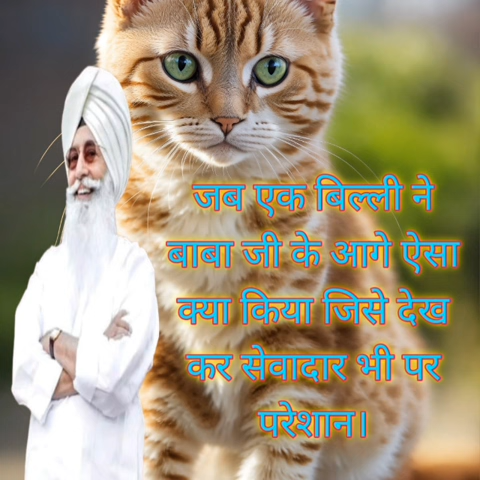 जब एक बिल्ली ने
बाबा जी के आगे ऐसा
क्या किया जिसे देख
कर सेवादार भी पर
परेशान।